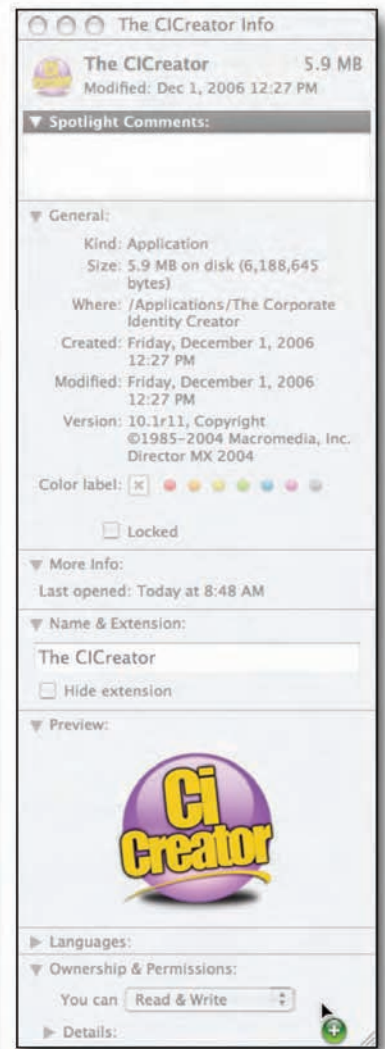 The CICreator Info
The CICreator 5.9 MB
Modified: Dec 1, 2006 12:27 PM
Spotlight Comments:
General:
Kind: Application
Size: 5.9 MB on disk (6,188,645
bytes)
Where: /Applications/The Corporate
Identity Creator
Created: Friday, December 1, 2006
12:27 PM
Modified: Friday, December 1, 2006
12:27 PM
Version: 10.1r11, Copyright
©1985–2004 Macromedia, Inc.
Director MX 2004
Color label:
Locked
More Info:
Last opened: Today at 8:48 AM
Name & Extension:
The CICreator
Hide extension
Preview:
Ci
Creator
Languages:
Ownership & Permissions:
You can Read & Write
Details: